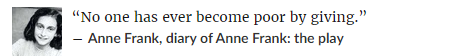 “No one has ever become poor by giving.”
— Anne Frank, diary of Anne Frank: the play